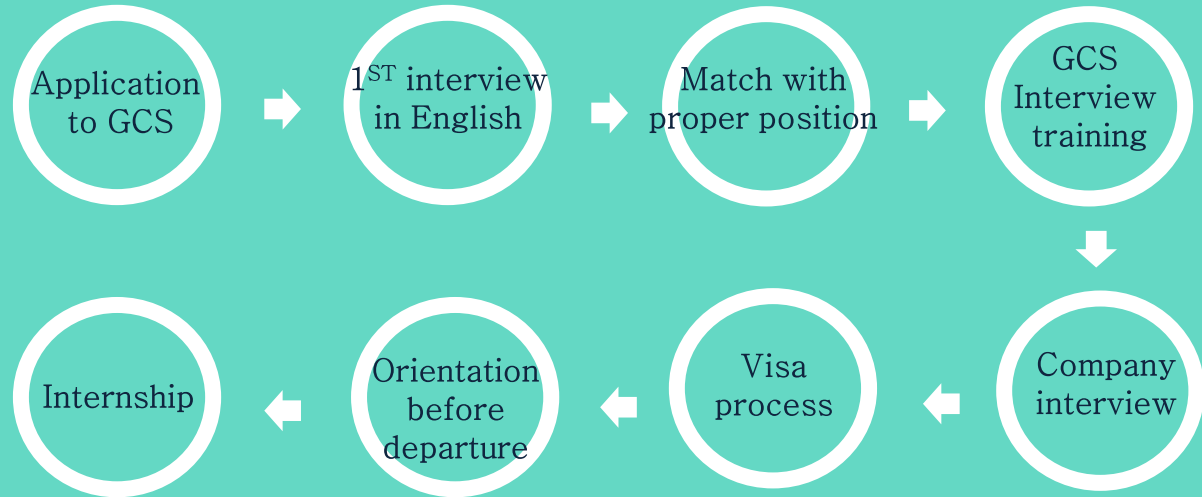 Application
to GCS
1ST interview
in English
Match with
proper position
GCS
Interview
training
Company
interview
Visa
process
Orientation
before
departure
Internship